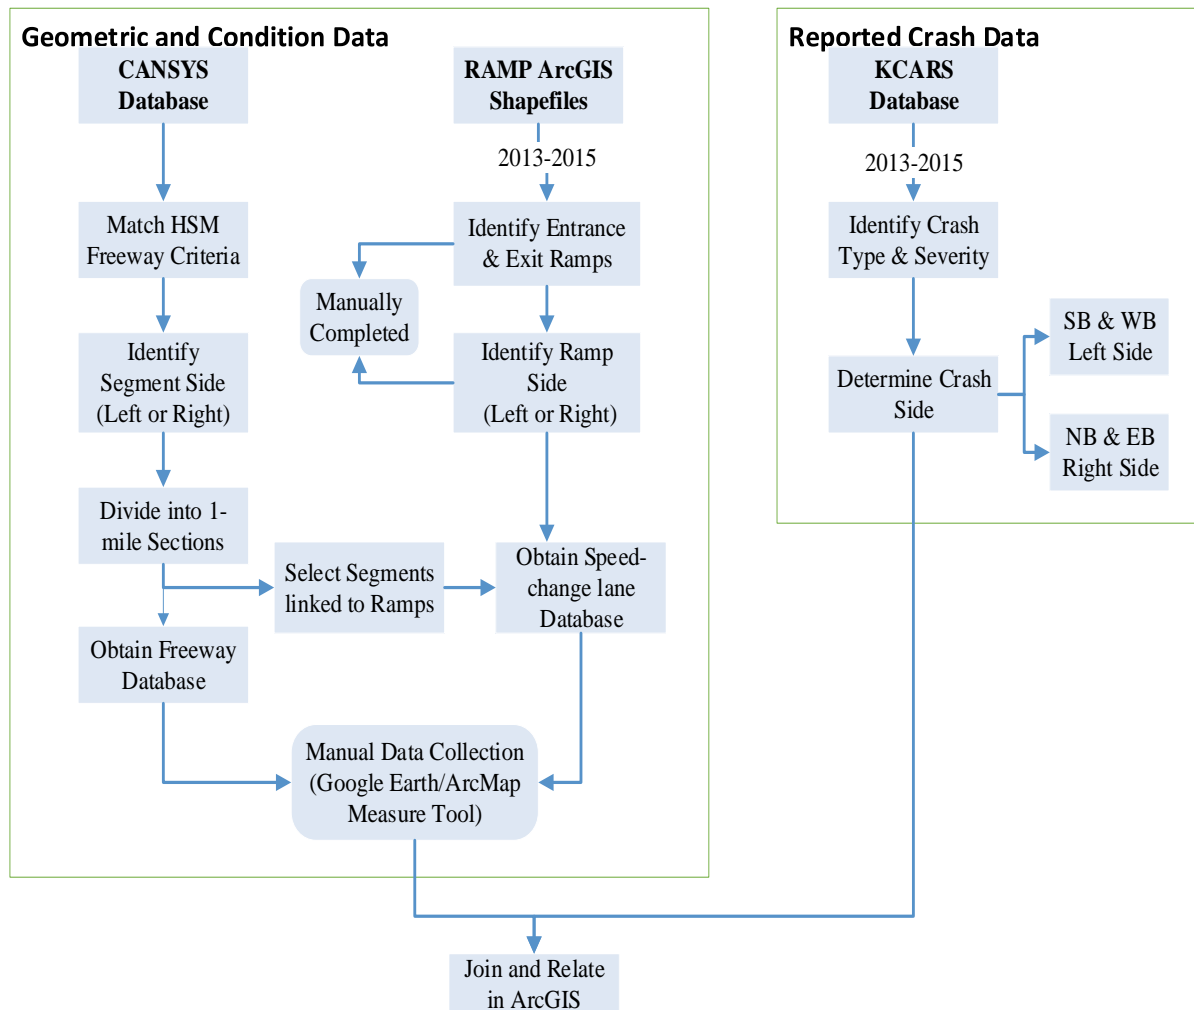 Geometric and Condition Data
CANSYS
Database
RAMP ArcGIS
Shapefiles
2013-2015
Match HSM
Freeway Criteria
Identify Entrance
& Exit Ramps
Manually
Completed
Identify
Segment Side
(Left or Right)
Identify Ramp
Side
(Left or Right)
Divide into 1-
mile Sections
Select Segments
linked to Ramps
Obtain Speed-
change lane
Database
Obtain Freeway
Database
Manual Data Collection
(Google Earth/ArcMap
Measure Tool)
Reported Crash Data
KCARS
Database
2013-2015
Identify Crash
Type & Severity
Determine Crash
Side
SB & WB
Left Side
NB & EB
Right Side
Join and Relate
in ArcGIS